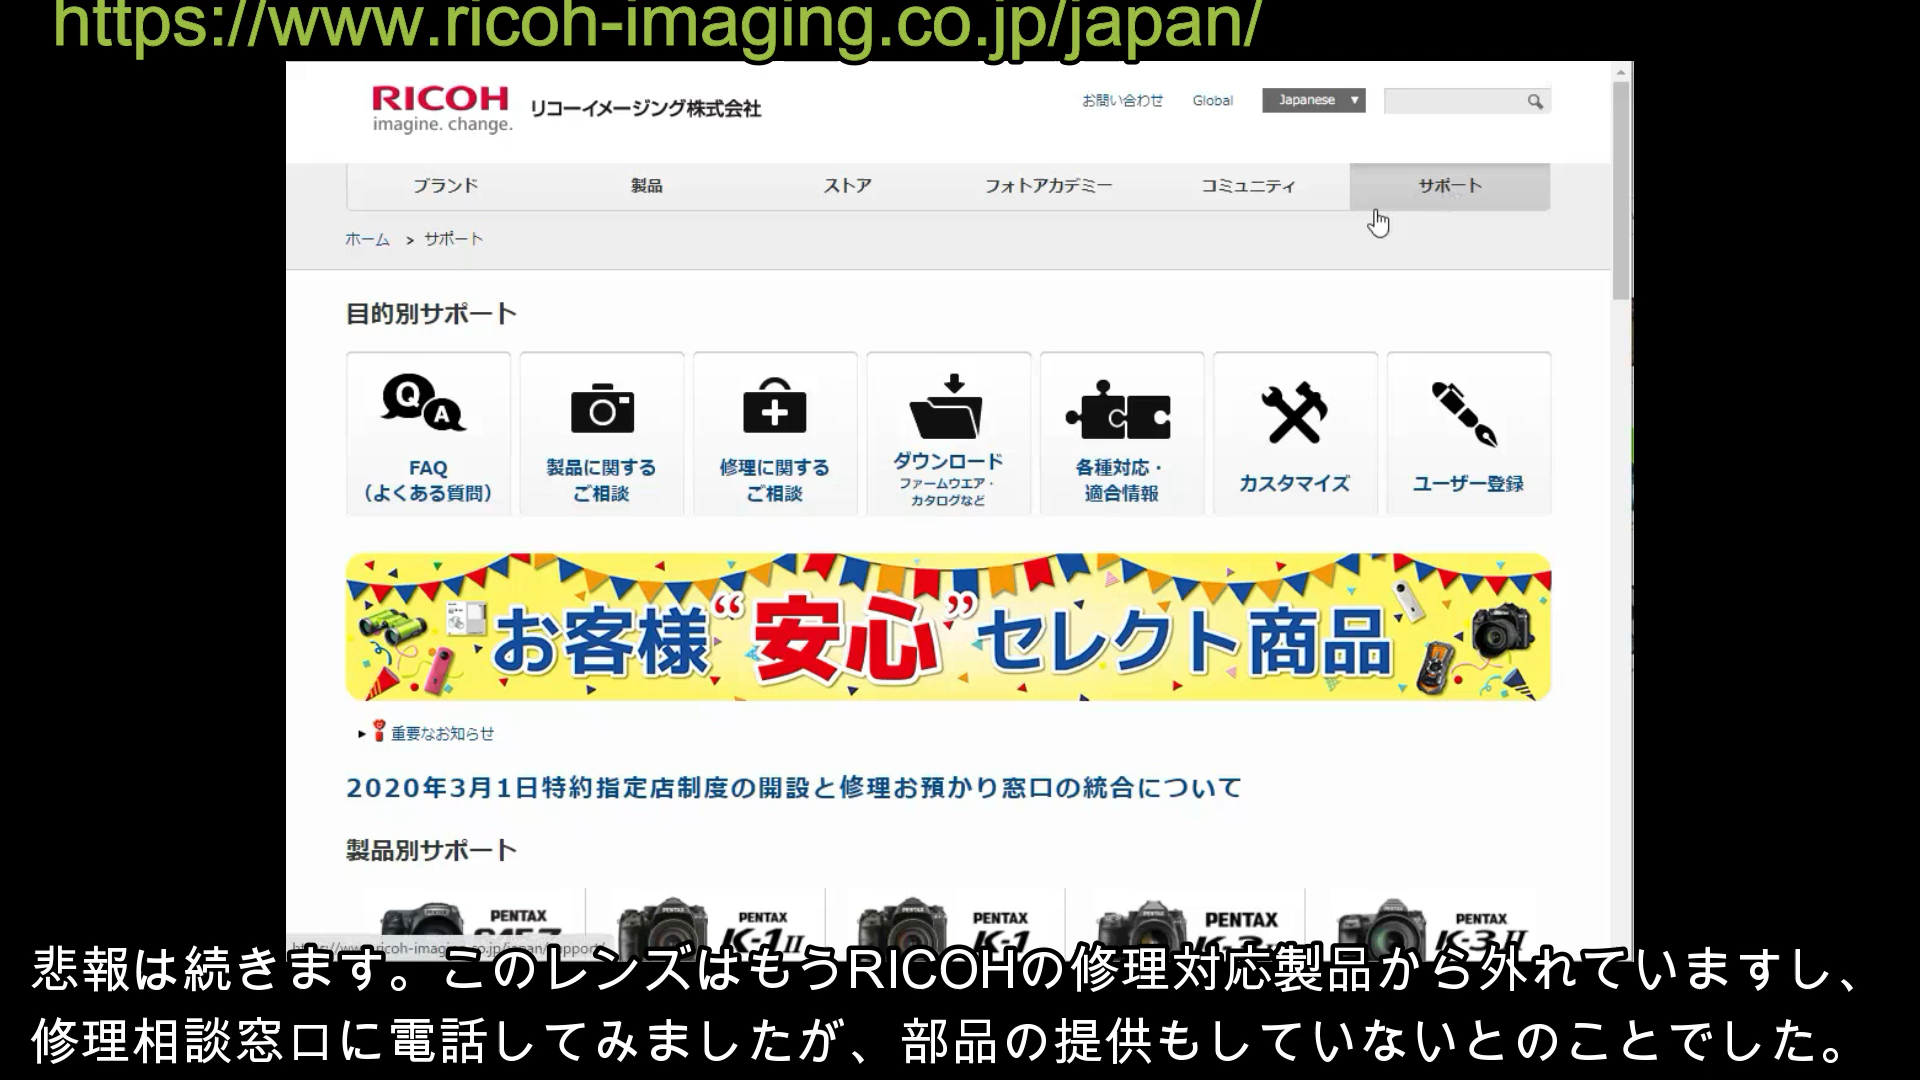 https://www.ricoh-imaging.co.jp/japan/
RICOH
imagine. change.
リコーイメージング株式会社
お問い合わせ
Global
Japanese
ブランド
製品
ストア
フォトアカデミー
コミュニティ
サポート
ホーム > サポート
目的別サポート
FAQ
（よくある質問）
製品に関する
ご相談
修理に関する
ご相談
ダウンロード
ファームウエア・
カタログなど
各種対応・
適合情報
カスタマイズ
ユーザー登録
お客様“安心”セレクト商品
重要なお知らせ
2020年3月1日特約指定店制度の開設と修理お預かり窓口の統合について
製品別サポート
PENTAX
645Z
PENTAX
K-1II
PENTAX
K-1
PENTAX
PENTAX
K-3II
https://www.ricoh-imaging.co.jp/japan/support/
悲報は続きます。このレンズはもうRICOHの修理対応製品から外れていますし、
修理相談窓口に電話してみましたが、部品の提供もしていないとのことでした。